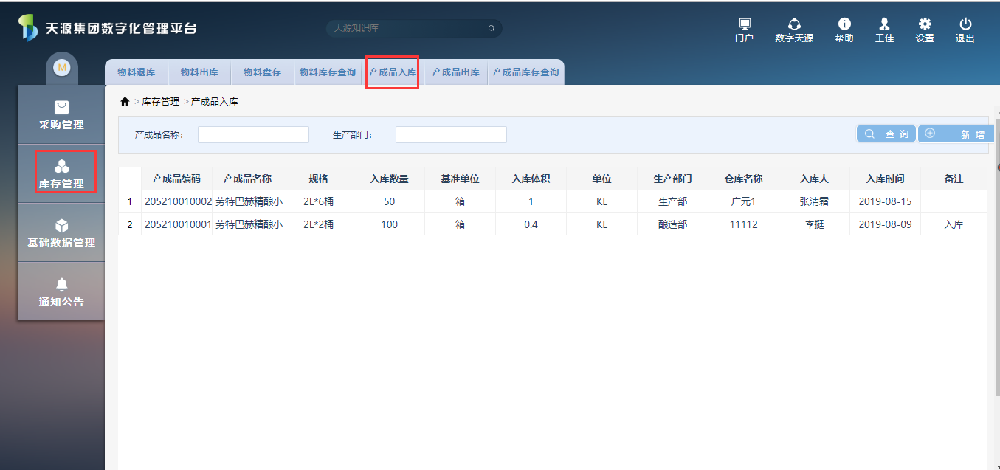 天源集团数字化管理平台
天源知识库
门户 数字天源 帮助 王佳 设置 退出
M
物料退库 物料出库 物料盘存 物料库存查询 产成品入库 产成品出库 产成品库存查询
采购管理
库存管理
基础数据管理
通知公告
> 库存管理 > 产成品入库
产成品名称: 生产部门: 查 询 新 增
产成品编码 产成品名称 规格 入库数量 基准单位 入库体积 单位 生产部门 仓库名称 入库人 入库时间 备注
1 205210010002 劳特巴赫精酿小 2L*6桶 50 箱 1 KL 生产部 广元1 张清霜 2019-08-15
2 205210010001 劳特巴赫精酿小 2L*2桶 100 箱 0.4 KL 酿造部 11112 李挺 2019-08-09 入库